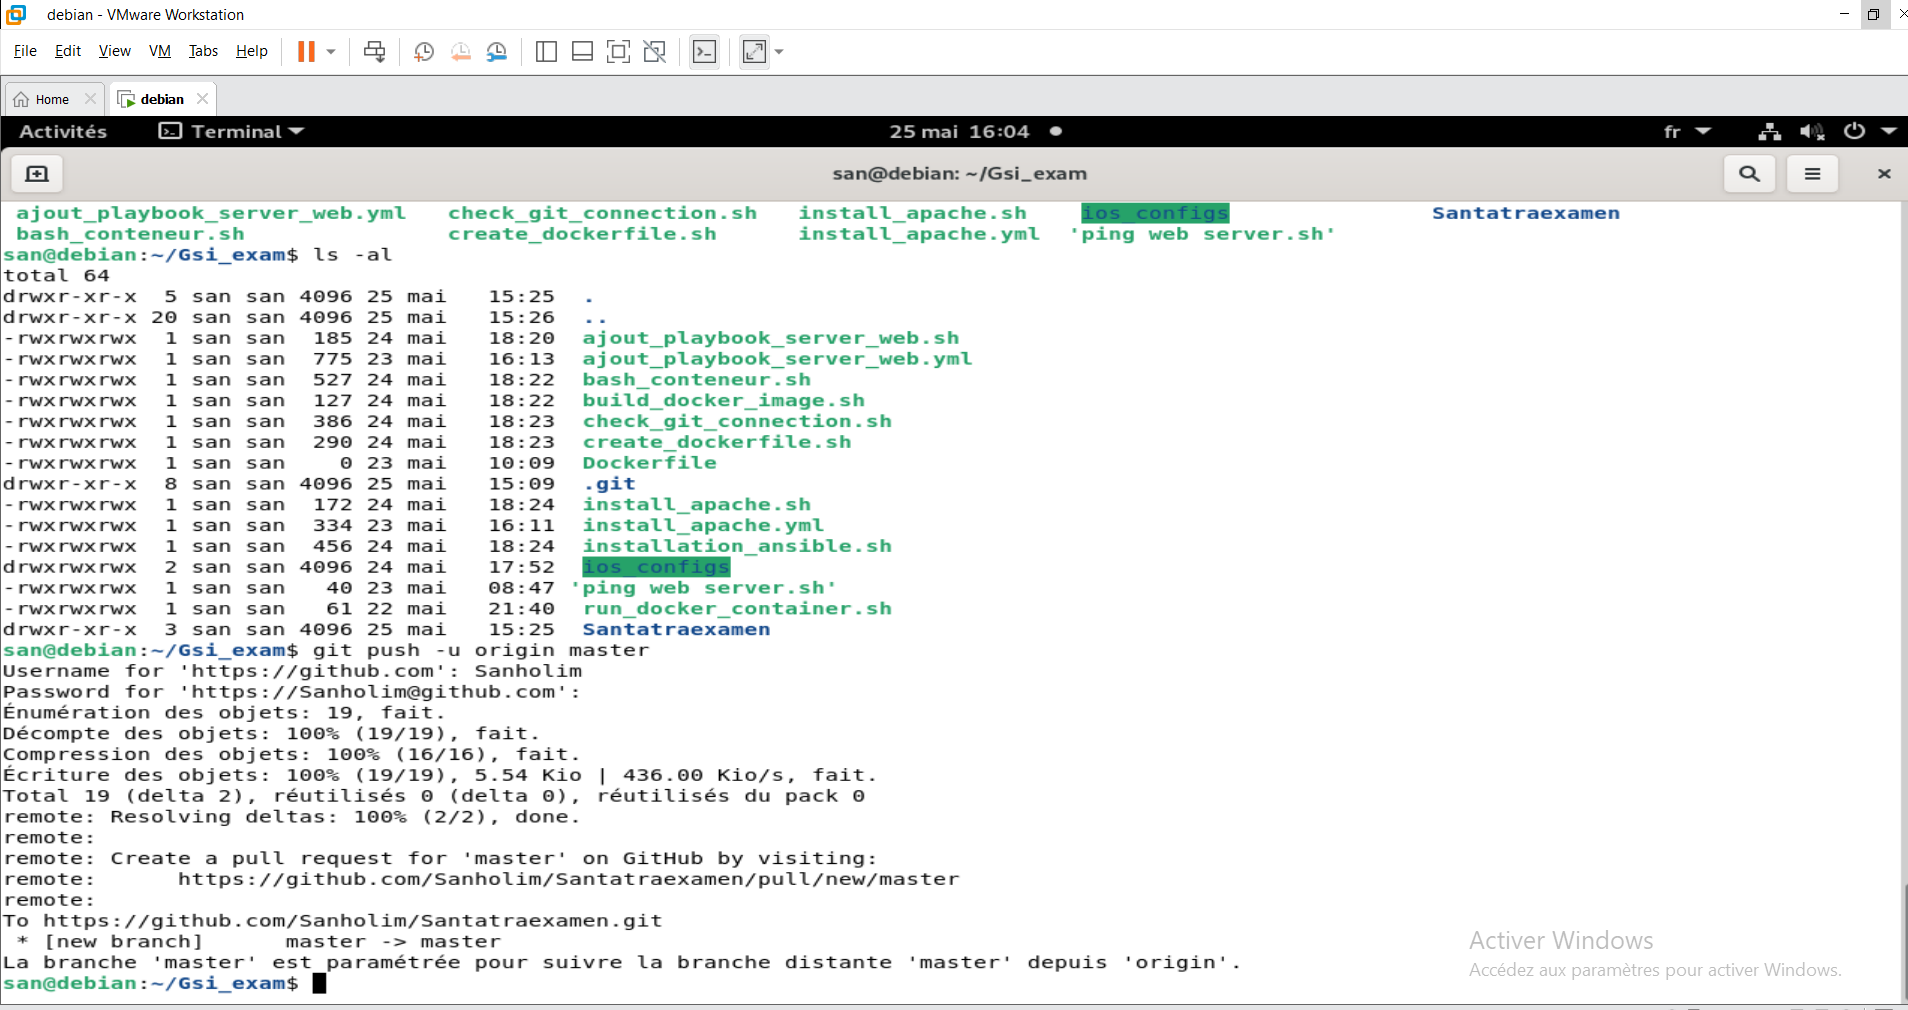 debian - VMware Workstation
File Edit View VM Tabs Help
Home debian
Activités Terminal 25 mai 16:04 fr
san@debian: ~/Gsi_exam
ajout_playbook_server_web.yml check_git_connection.sh install_apache.sh ios_configs Santatraexamen
bash_conteneur.sh create_dockerfile.sh install_apache.yml 'ping web server.sh'
san@debian:~/Gsi_exam$ ls -al
total 64
drwxr-xr-x 5 san san 4096 25 mai 15:25 .
drwxr-xr-x 20 san san 4096 25 mai 15:26 ..
-rwxrwxrwx 1 san san 185 24 mai 18:20 ajout_playbook_server_web.sh
-rwxrwxrwx 1 san san 775 23 mai 16:13 ajout_playbook_server_web.yml
-rwxrwxrwx 1 san san 527 24 mai 18:22 bash_conteneur.sh
-rwxrwxrwx 1 san san 127 24 mai 18:22 build_docker_image.sh
-rwxrwxrwx 1 san san 386 24 mai 18:23 check_git_connection.sh
-rwxrwxrwx 1 san san 290 24 mai 18:23 create_dockerfile.sh
-rwxrwxrwx 1 san san 0 23 mai 10:09 Dockerfile
drwxr-xr-x 8 san san 4096 25 mai 15:09 .git
-rwxrwxrwx 1 san san 172 24 mai 18:24 install_apache.sh
-rwxrwxrwx 1 san san 334 23 mai 16:11 install_apache.yml
-rwxrwxrwx 1 san san 456 24 mai 18:24 installation_ansible.sh
drwxrwxrwx 2 san san 4096 24 mai 17:52 ios_configs
-rwxrwxrwx 1 san san 40 23 mai 08:47 'ping web server.sh'
-rwxrwxrwx 1 san san 61 22 mai 21:40 run_docker_container.sh
drwxr-xr-x 3 san san 4096 25 mai 15:25 Santatraexamen
san@debian:~/Gsi_exam$ git push -u origin master
Username for 'https://github.com': Sanholim
Password for 'https://Sanholim@github.com':
Énumération des objets: 19, fait.
Décompte des objets: 100% (19/19), fait.
Compression des objets: 100% (16/16), fait.
Écriture des objets: 100% (19/19), 5.54 Kio | 436.00 Kio/s, fait.
Total 19 (delta 2), réutilisés 0 (delta 0), réutilisés du pack 0
remote: Resolving deltas: 100% (2/2), done.
remote:
remote: Create a pull request for 'master' on GitHub by visiting:
remote: https://github.com/Sanholim/Santatraexamen/pull/new/master
remote:
To https://github.com/Sanholim/Santatraexamen.git
* [new branch] master -> master
La branche 'master' est paramétrée pour suivre la branche distante 'master' depuis 'origin'.
san@debian:~/Gsi_exam$
Activer Windows
Accédez aux paramètres pour activer Windows.